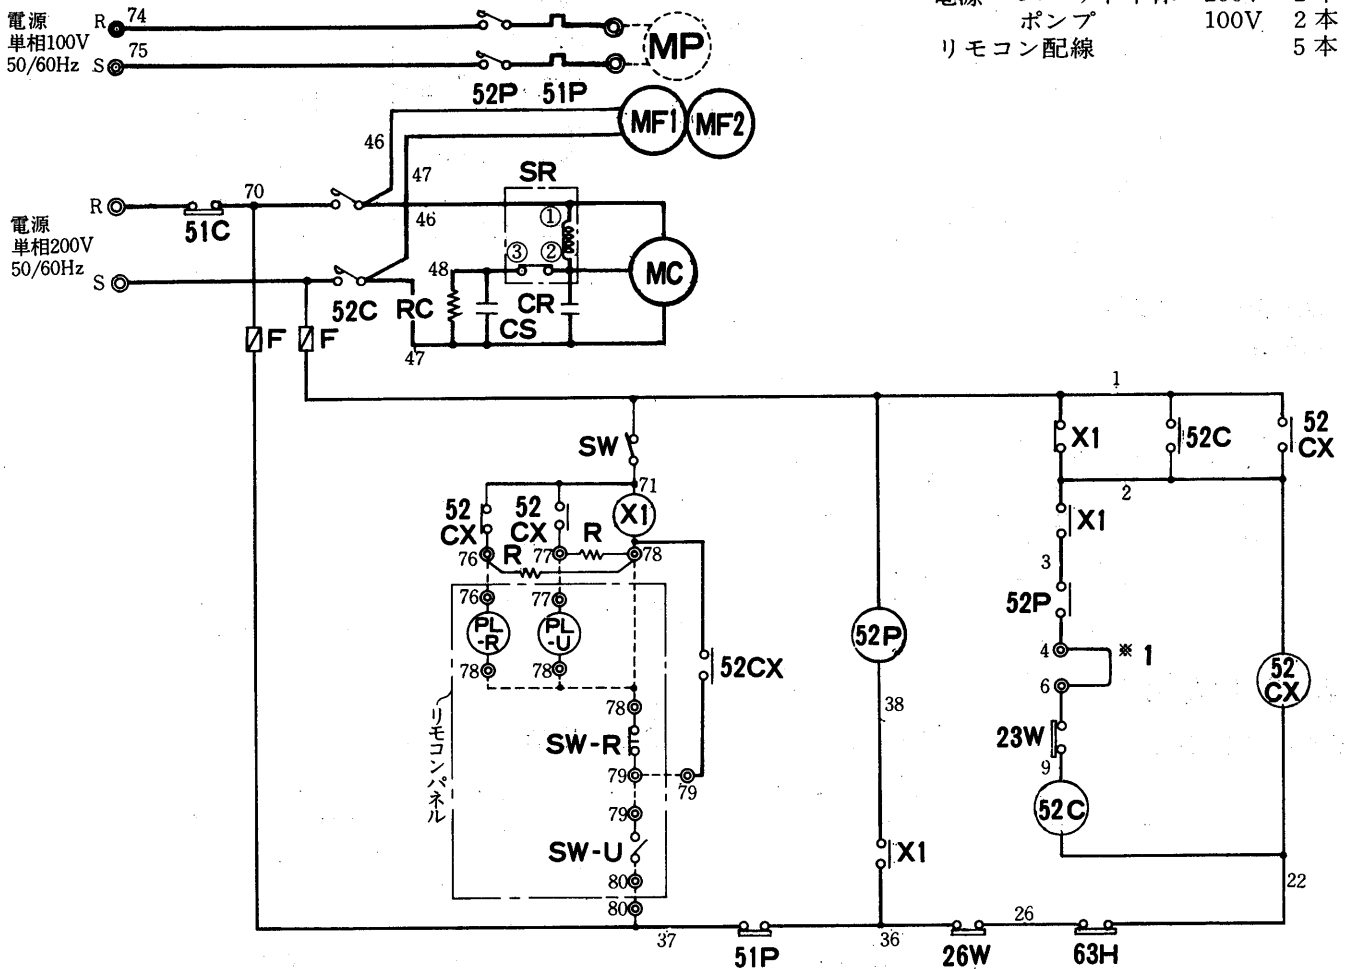 電源
単相100V
50/60Hz
R
74
S
75
52P
51P
MP
ポンプ 100V 2本
リモコン配線 5本
MF1
MF2
46
47
電源
単相200V
50/60Hz
R
S
51C
70
46
SR
①
②
③
48
MC
52C
RC
CS
CR
47
F
F
1
SW
71
X1
52
CX
52
CX
R
R
76
77
78
76
77
PL
-R
PL
-U
78
78
78
リモコンパネル
SW-R
79
79
79
SW-U
80
80
52CX
37
51P
52P
38
X1
36
26W
26
63H
X1
52C
52
CX
2
X1
3
52P
4
※1
6
23W
9
52C
52
CX
22